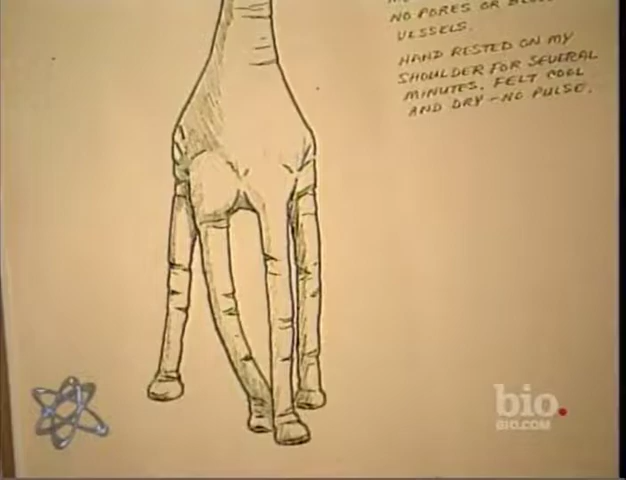 NO PORES OR BLOOD
VESSELS.
HAND RESTED ON MY
SHOULDER FOR SEVERAL
MINUTES. FELT COOL
AND DRY - NO PULSE.
bio.
BIO.COM